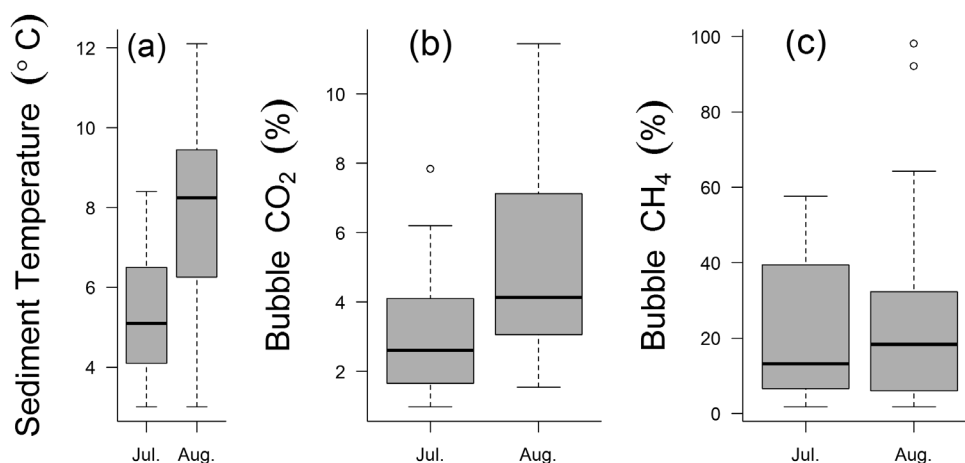 Sediment Temperature (° C)
(a)
12
10
8
6
4
Jul. Aug.
Bubble CO₂ (%)
(b)
10
8
6
4
2
Jul. Aug.
Bubble CH₄ (%)
(c)
100
80
60
40
20
0
Jul. Aug.